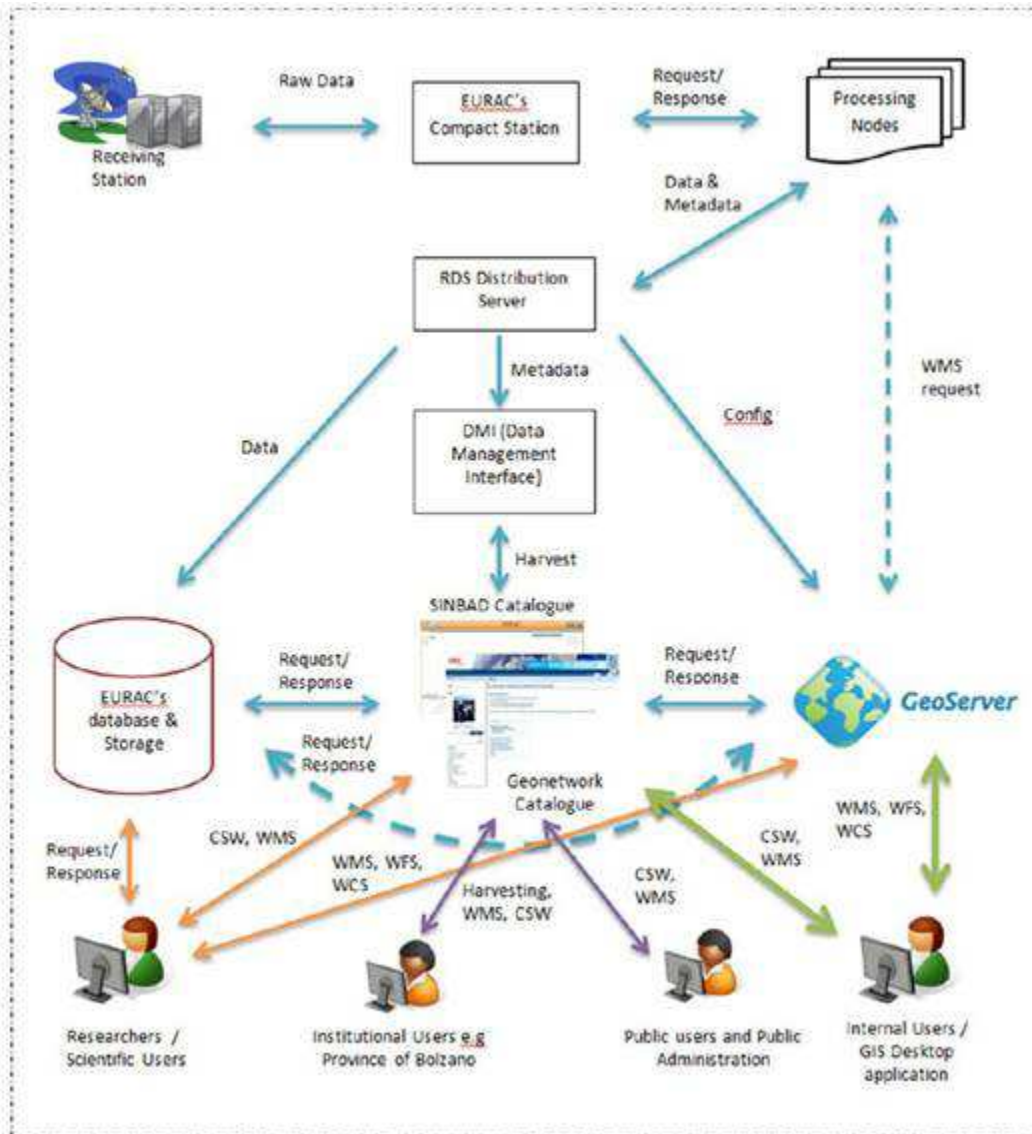 Raw Data
Request/
Response
EURAC's
Compact Station
Processing
Nodes
Receiving
Station
Data &
Metadata
RDS Distribution
Server
Metadata
WMS
request
Config
Data
DMI (Data
Management
Interface)
Harvest
SINBAD Catalogue
Request/
Response
Request/
Response
EURAC's
database &
Storage
GeoServer
Request/
Response
Geonetwork
Catalogue
WMS, WFS,
WCS
CSW, WMS
CSW,
WMS
Request/
Response
WMS, WFS,
WCS
CSW,
WMS
Harvesting,
WMS, CSW
Researchers /
Scientific Users
Institutional Users e.g
Province of Bolzano
Public users and Public
Administration
Internal Users /
GIS Desktop
application